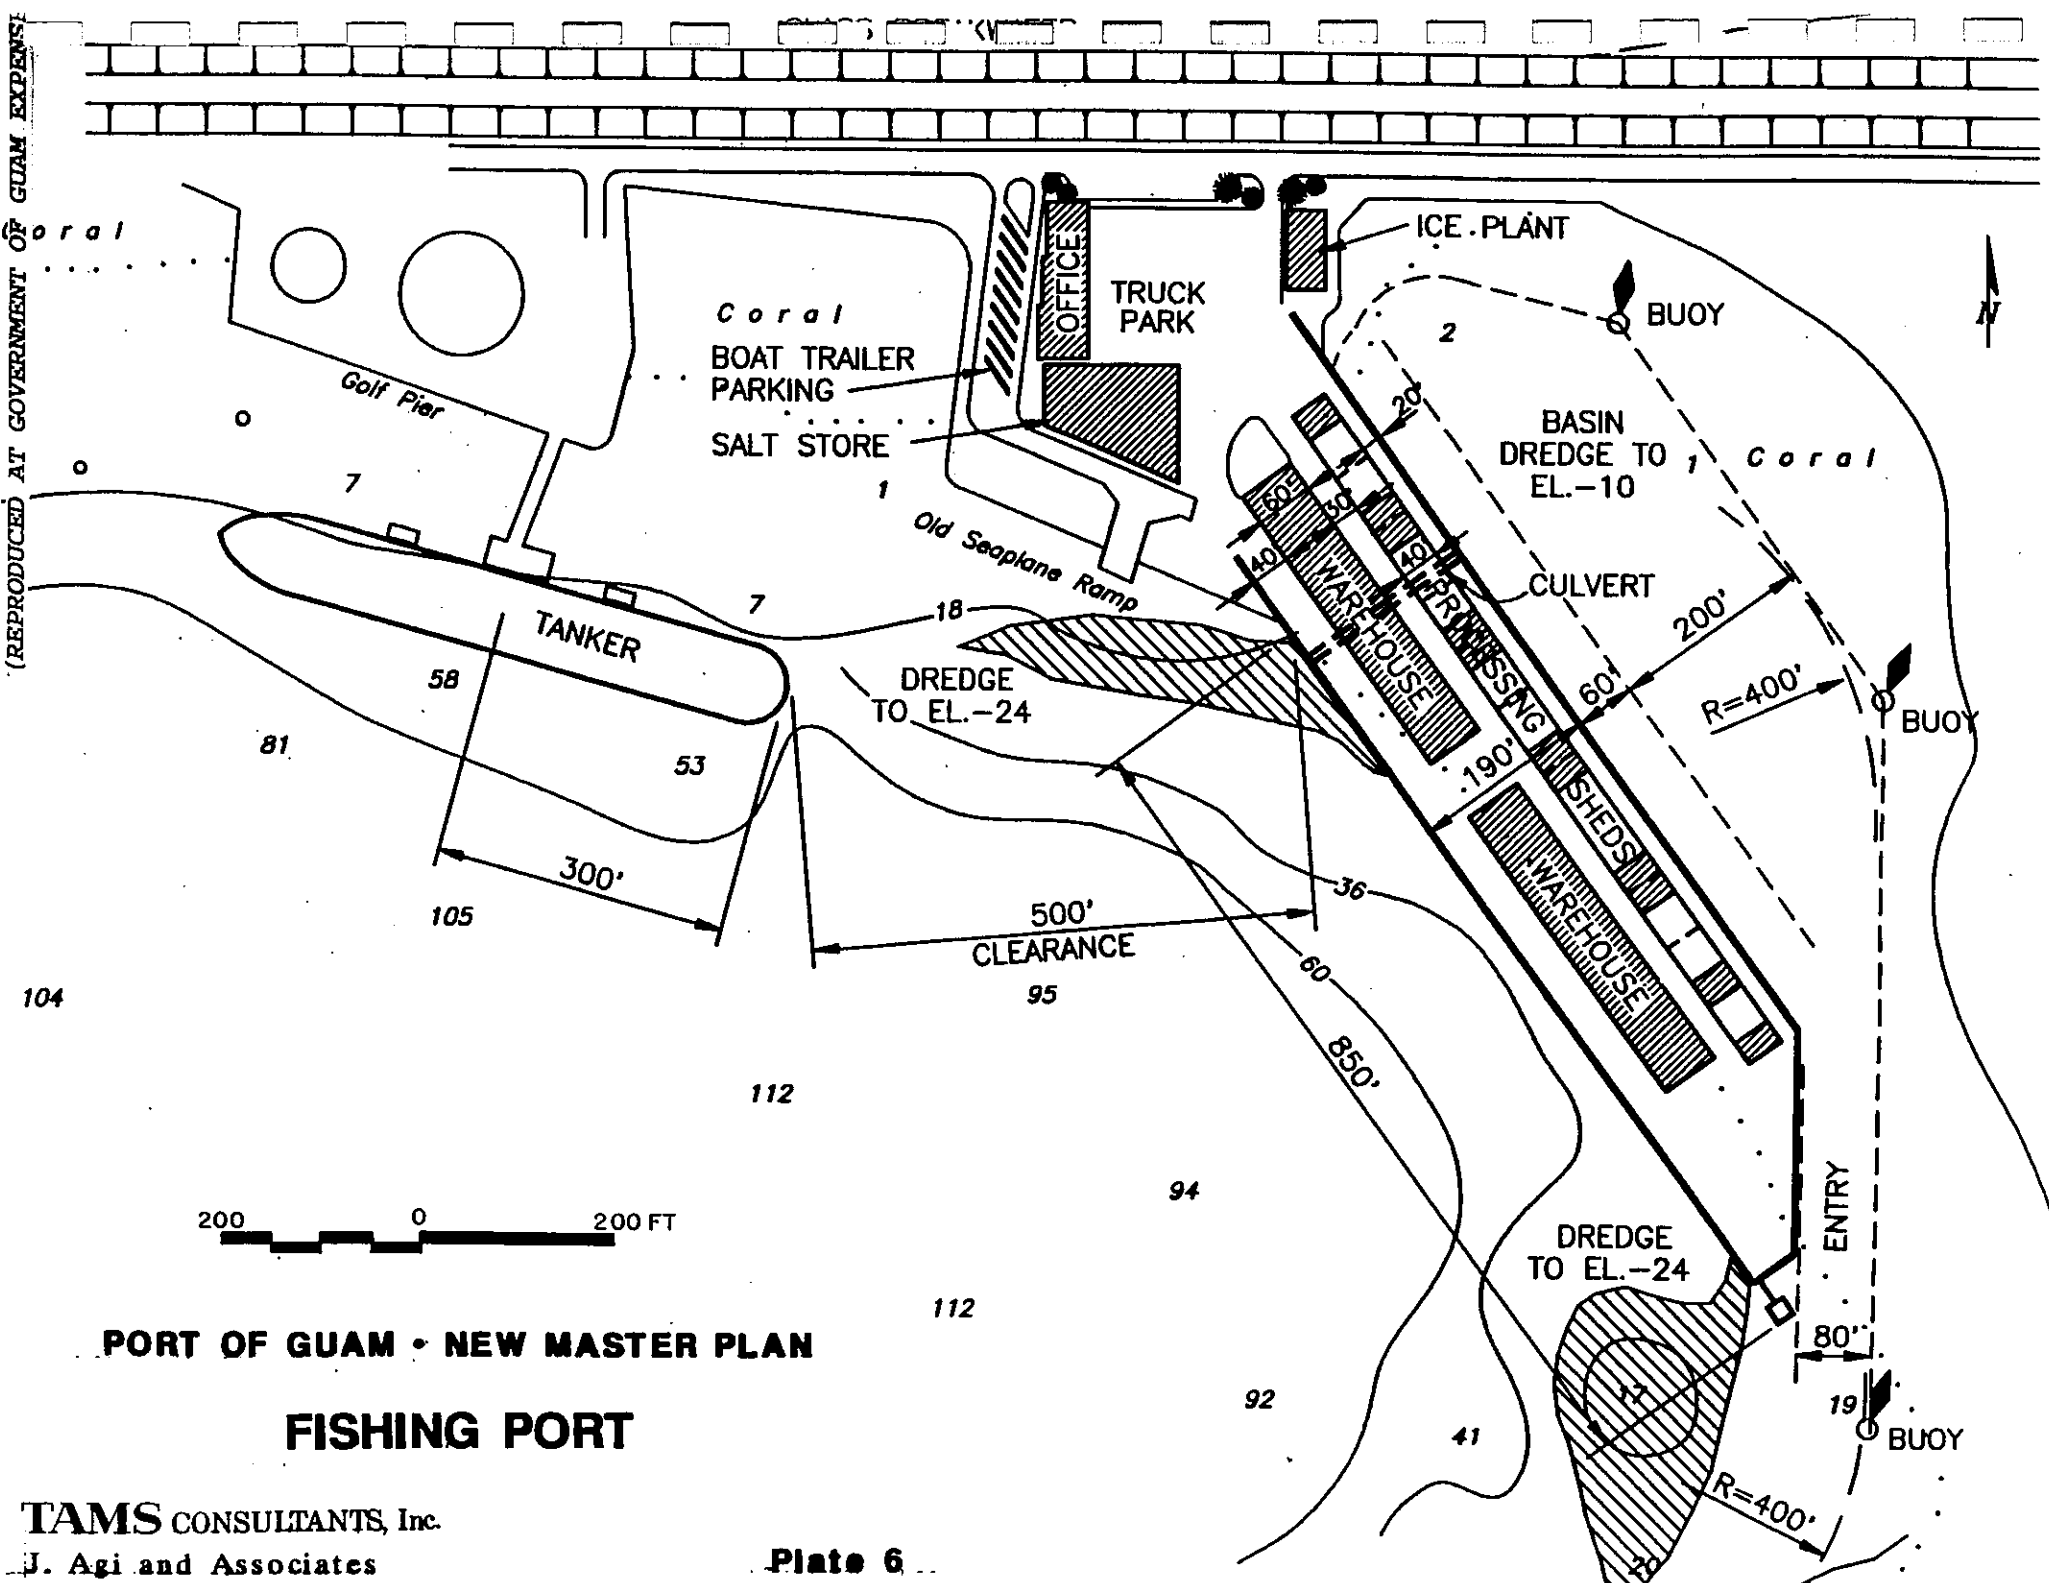 (REPRODUCED AT GOVERNMENT OF GUAM EXPENSE
Coral
ICE PLANT
OFFICE
TRUCK
PARK
BUOY
N
Coral
2
BOAT TRAILER
PARKING
Golf Pier
20'
BASIN
DREDGE TO
EL.-10
1
Coral
SALT STORE
7
1
60'
30'
Old Seaplane Ramp
40'
40'
CULVERT
WAREHOUSE
PROCESSING SHEDS
200'
7
18
TANKER
58
DREDGE
TO EL.-24
60'
R=400'
BUOY
81
53
190'
300'
36
WAREHOUSE
105
500'
CLEARANCE
60
104
95
850'
112
94
ENTRY
200 0 200 FT
DREDGE
TO EL.-24
112
80'
PORT OF GUAM • NEW MASTER PLAN
17
92
19
FISHING PORT
41
BUOY
R=400'
TAMS CONSULTANTS, Inc.
J. Agi and Associates
Plate 6
20